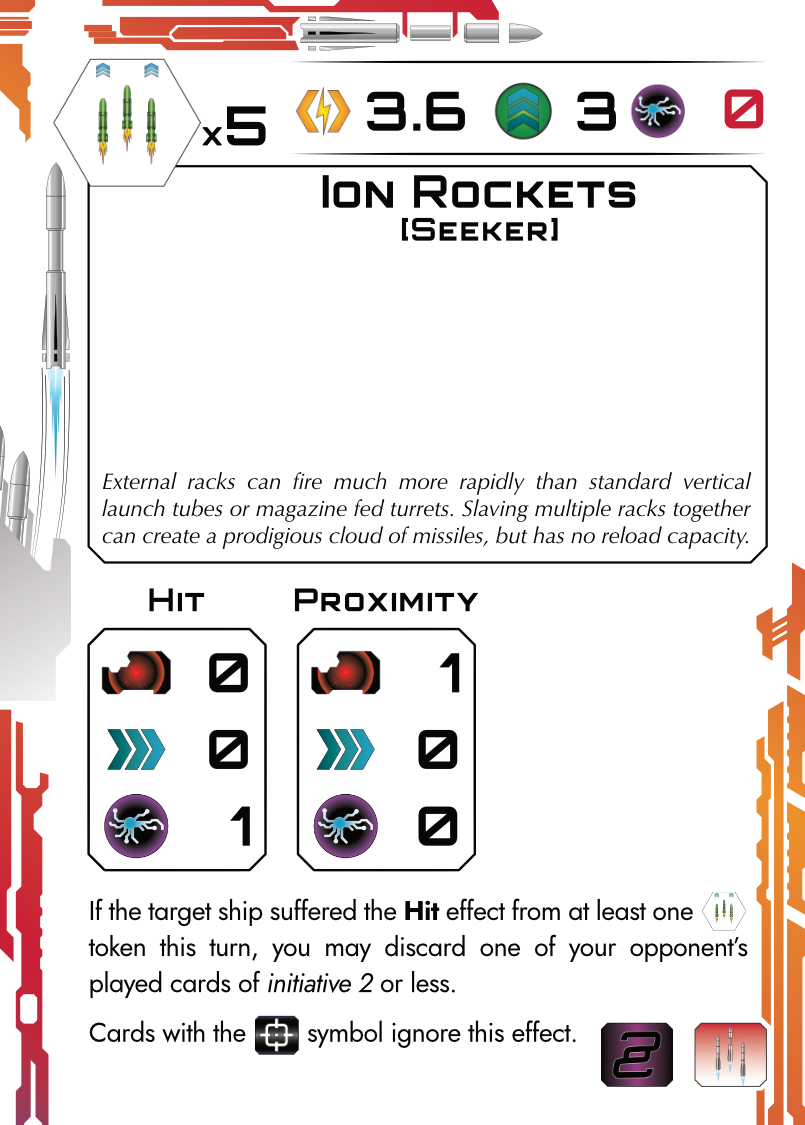 x5 3.6 3 0
Ion Rockets
[Seeker]
External racks can fire much more rapidly than standard vertical
launch tubes or magazine fed turrets. Slaving multiple racks together
can create a prodigious cloud of missiles, but has no reload capacity.
Hit Proximity
0 1
0 0
1 0
If the target ship suffered the Hit effect from at least one
token this turn, you may discard one of your opponent's
played cards of initiative 2 or less.
Cards with the symbol ignore this effect.
2